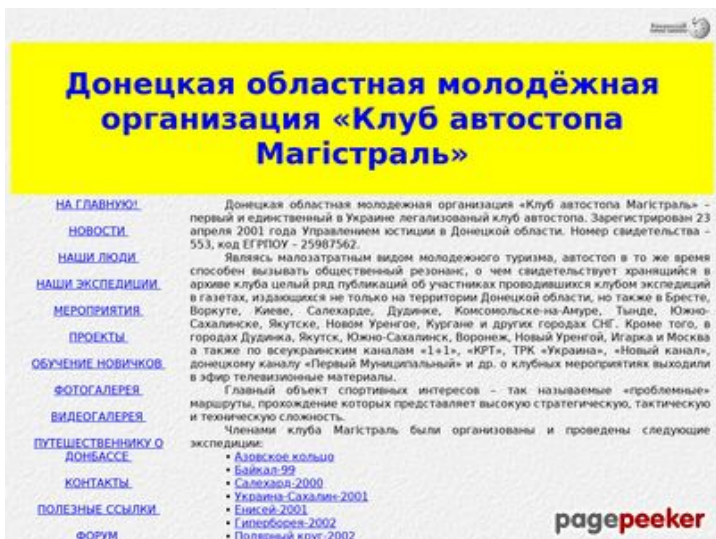 Донецкая областная молодёжная
организация «Клуб автостопа
Магістраль»
НА ГЛАВНУЮ!
НОВОСТИ
НАШИ ЛЮДИ
НАШИ ЭКСПЕДИЦИИ
МЕРОПРИЯТИЯ
ПРОЕКТЫ
ОБУЧЕНИЕ НОВИЧКОВ
ФОТОГАЛЕРЕЯ
ВИДЕОГАЛЕРЕЯ
ПУТЕШЕСТВЕННИКУ О
ДОНБАССЕ
КОНТАКТЫ
ПОЛЕЗНЫЕ ССЫЛКИ
ФОРУМ
Донецкая областная молодежная организация «Клуб автостопа Магістраль» –
первый и единственный в Украине легализованый клуб автостопа. Зарегистрирован 23
апреля 2001 года Управлением юстиции в Донецкой области. Номер свидетельства –
553, код ЕГРПОУ – 25987562.
Являясь малозатратным видом молодежного туризма, автостоп в то же время
способен вызывать общественный резонанс, о чем свидетельствует хранящийся в
архиве клуба целый ряд публикаций об участниках проводившихся клубом экспедиций
в газетах, издающихся не только на территории Донецкой области, но также в Бресте,
Воркуте, Киеве, Салехарде, Дудинке, Комсомольске-на-Амуре, Тынде, Южно-
Сахалинске, Якутске, Новом Уренгое, Кургане и других городах СНГ. Кроме того, в
городах Дудинка, Якутск, Южно-Сахалинск, Воронеж, Новый Уренгой, Игарка и Москва
а также по всеукраинским каналам «1+1», «КРТ», ТРК «Украина», «Новый канал»,
донецкому каналу «Первый Муниципальный» и др. о клубных мероприятиях выходили
в эфир телевизионные материалы.
Главный объект спортивных интересов – так называемые «проблемные»
маршруты, прохождение которых представляет высокую стратегическую, тактическую
и техническую сложность.
Членами клуба Магістраль были организованы и проведены следующие
экспедиции:
• Азовское кольцо
• Байкал-99
• Салехард-2000
• Украина-Сахалин-2001
• Енисей-2001
• Гиперборея-2002
• Полярный круг-2002
pagepeeker